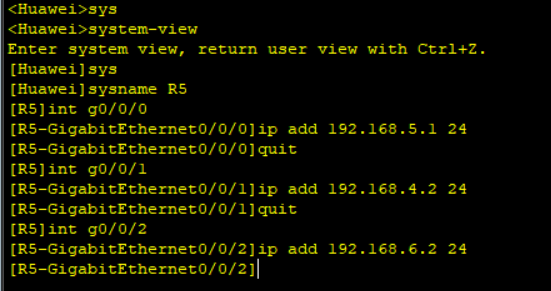 <Huawei>sys
<Huawei>system-view
Enter system view, return user view with Ctrl+Z.
[Huawei]sys
[Huawei]sysname R5
[R5]int g0/0/0
[R5-GigabitEthernet0/0/0]ip add 192.168.5.1 24
[R5-GigabitEthernet0/0/0]quit
[R5]int g0/0/1
[R5-GigabitEthernet0/0/1]ip add 192.168.4.2 24
[R5-GigabitEthernet0/0/1]quit
[R5]int g0/0/2
[R5-GigabitEthernet0/0/2]ip add 192.168.6.2 24
[R5-GigabitEthernet0/0/2]